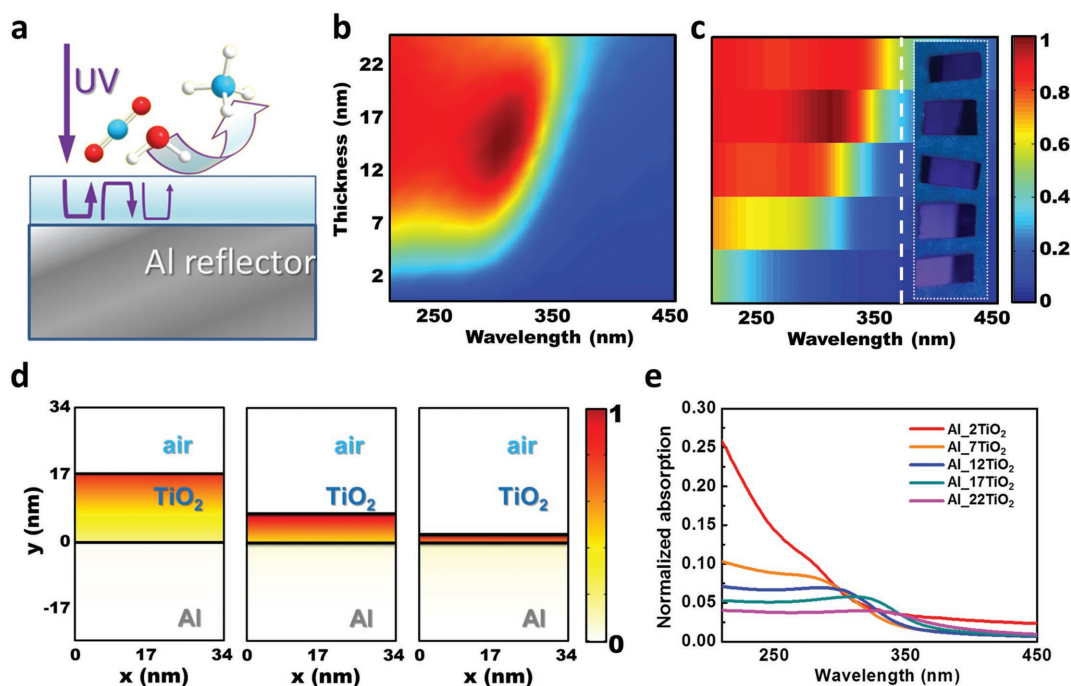 a
UV
Al reflector
b
Thickness (nm)
22
17
12
7
2
250
350
450
Wavelength (nm)
c
250
350
450
Wavelength (nm)
1
0.8
0.6
0.4
0.2
0
d
y (nm)
34
17
0
-17
air
TiO₂
Al
0
17
34
x (nm)
air
TiO₂
Al
0
17
34
x (nm)
air
TiO₂
Al
0
17
34
x (nm)
1
0
e
Normalized absorption
0.30
0.25
0.20
0.15
0.10
0.05
0.00
250
350
450
Wavelength (nm)
Al_2TiO₂
Al_7TiO₂
Al_12TiO₂
Al_17TiO₂
Al_22TiO₂